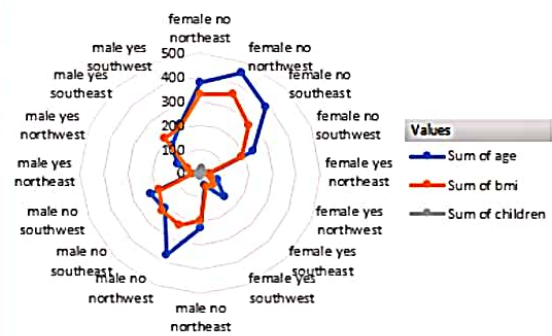 female no
northeast
female no
northwest
female no
southeast
female no
southwest
female yes
northeast
female yes
northwest
female yes
southeast
female yes
southwest
male no
northeast
male no
northwest
male no
southeast
male no
southwest
male yes
northeast
male yes
northwest
male yes
southeast
male yes
southwest
500
400
300
200
100
0
Values
Sum of age
Sum of bmi
Sum of children